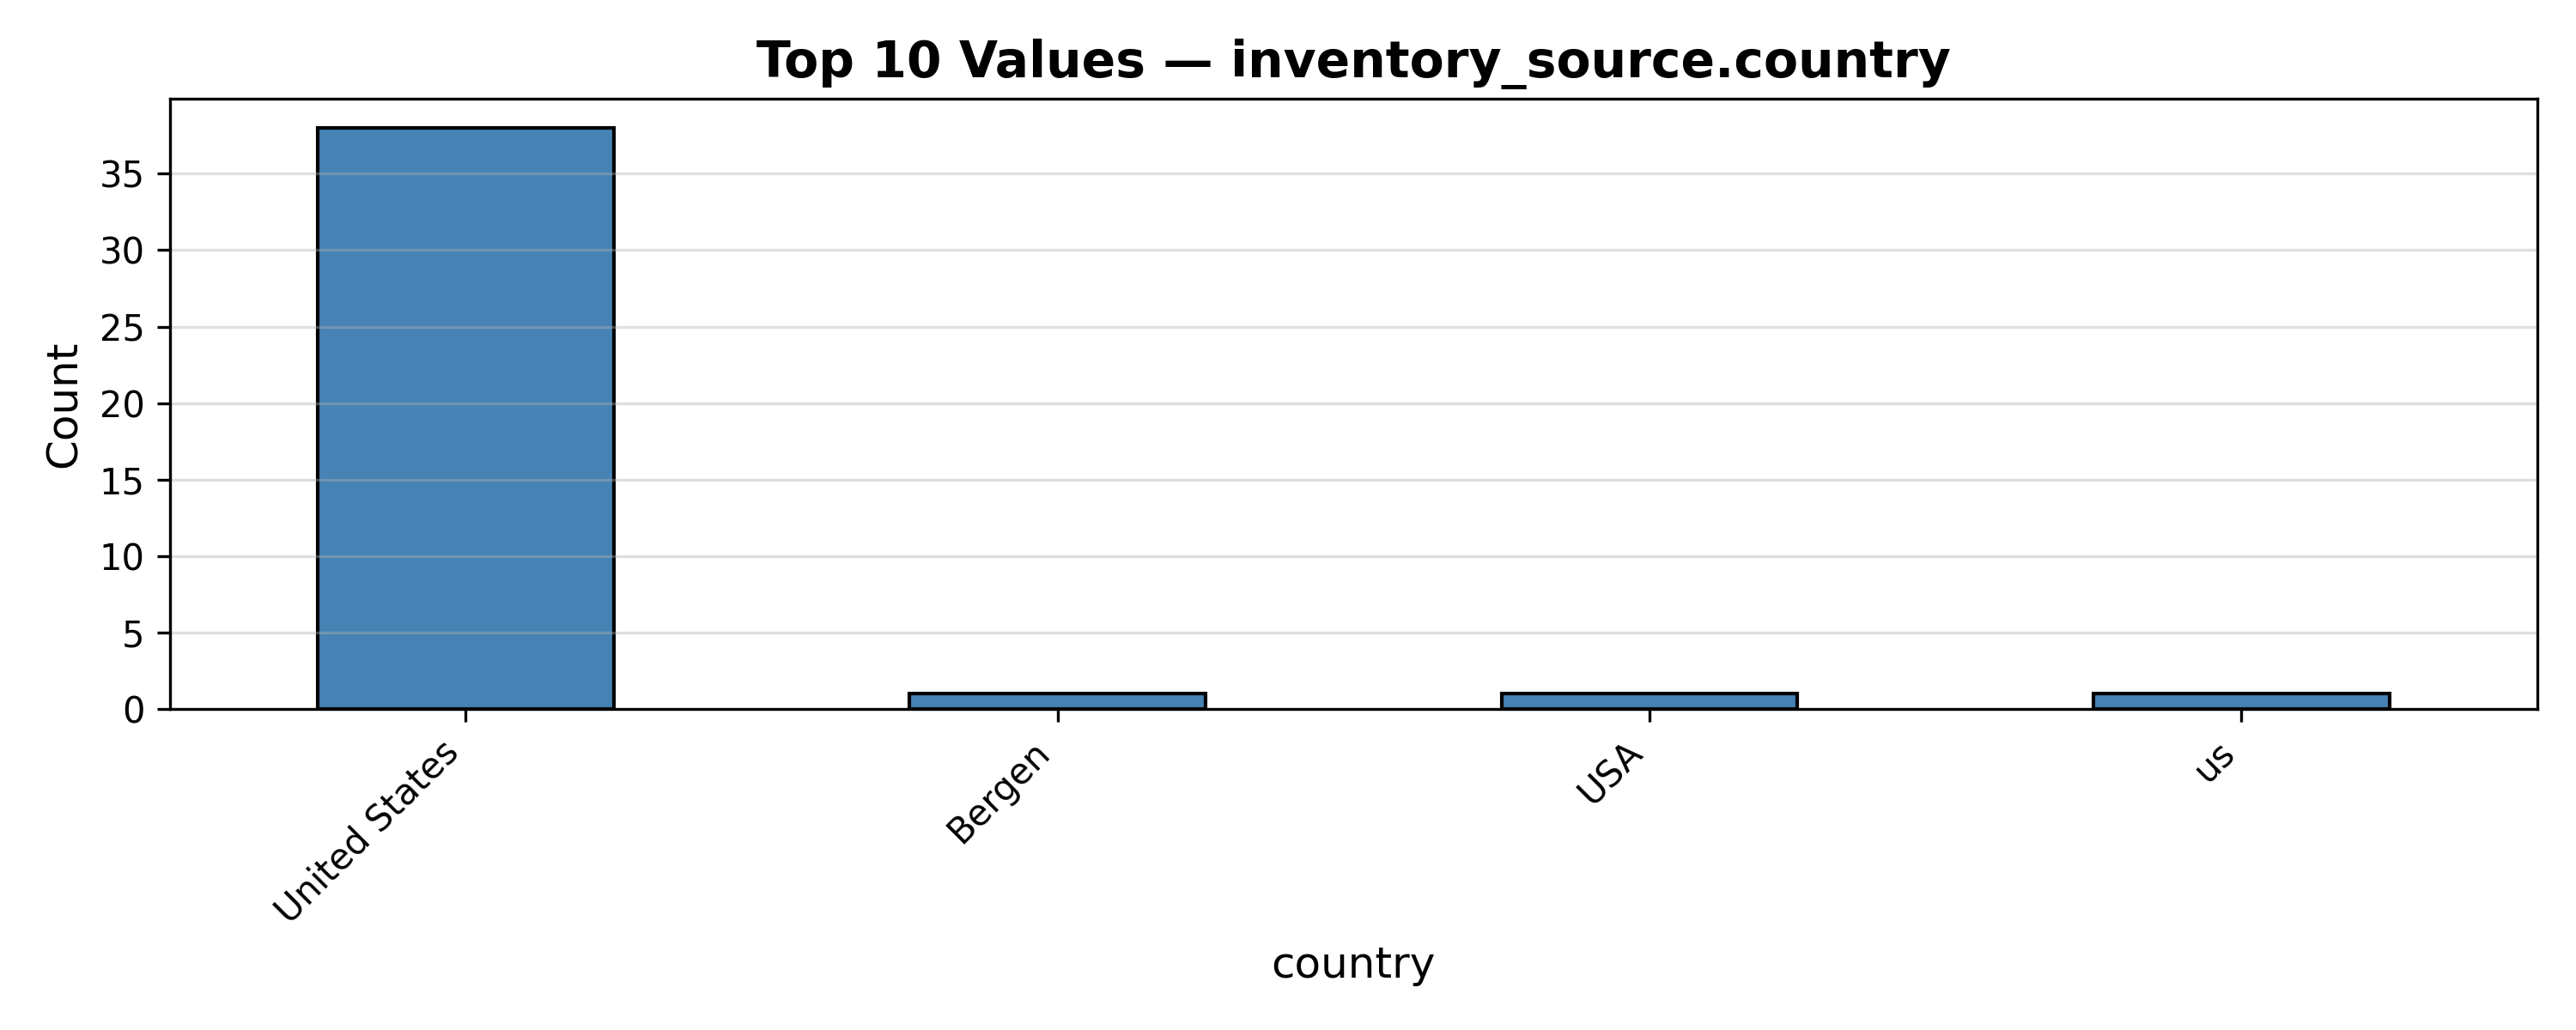 Top 10 Values — inventory_source.country
Count
35
30
25
20
15
10
5
0
United States
Bergen
USA
us
country